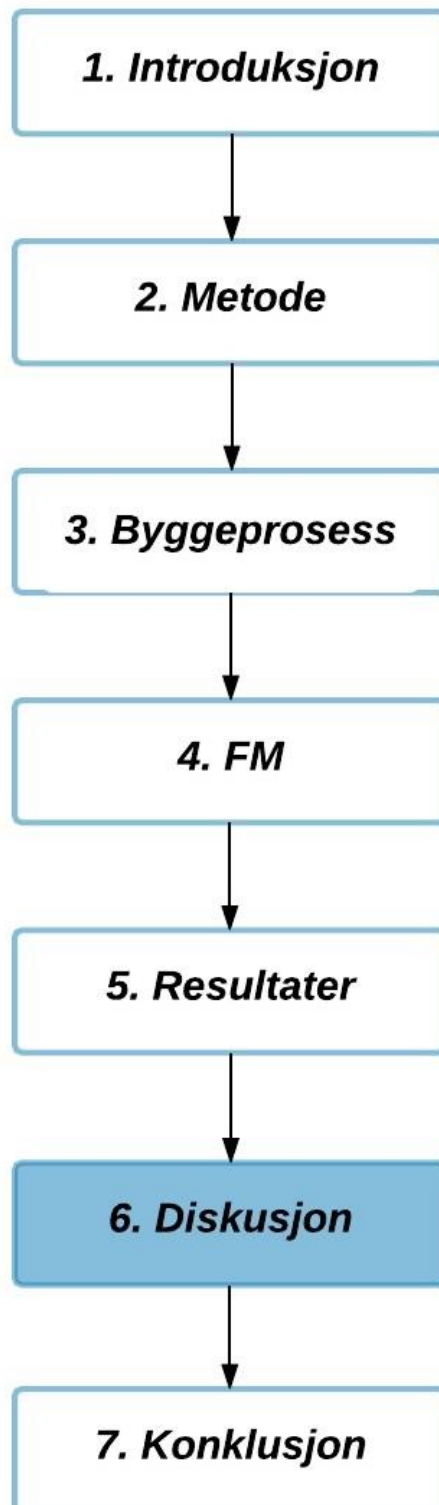 1. Introduksjon
2. Metode
3. Byggeprosess
4. FM
5. Resultater
6. Diskusjon
7. Konklusjon